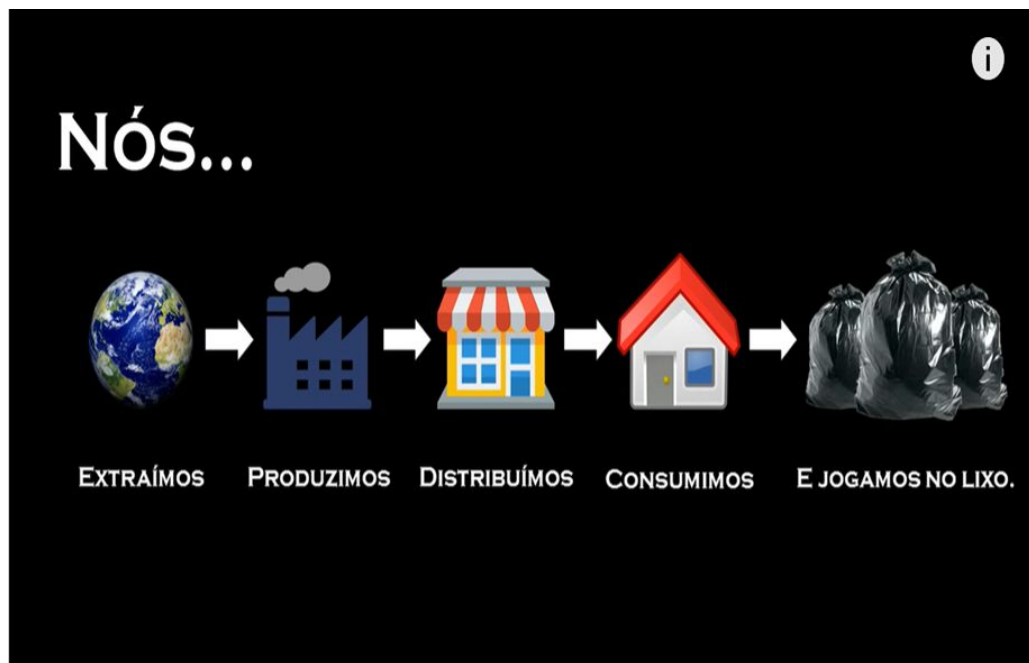 i
NÓS...
EXTRAÍMOS PRODUZIMOS DISTRIBUÍMOS CONSUMIMOS E JOGAMOS NO LIXO.